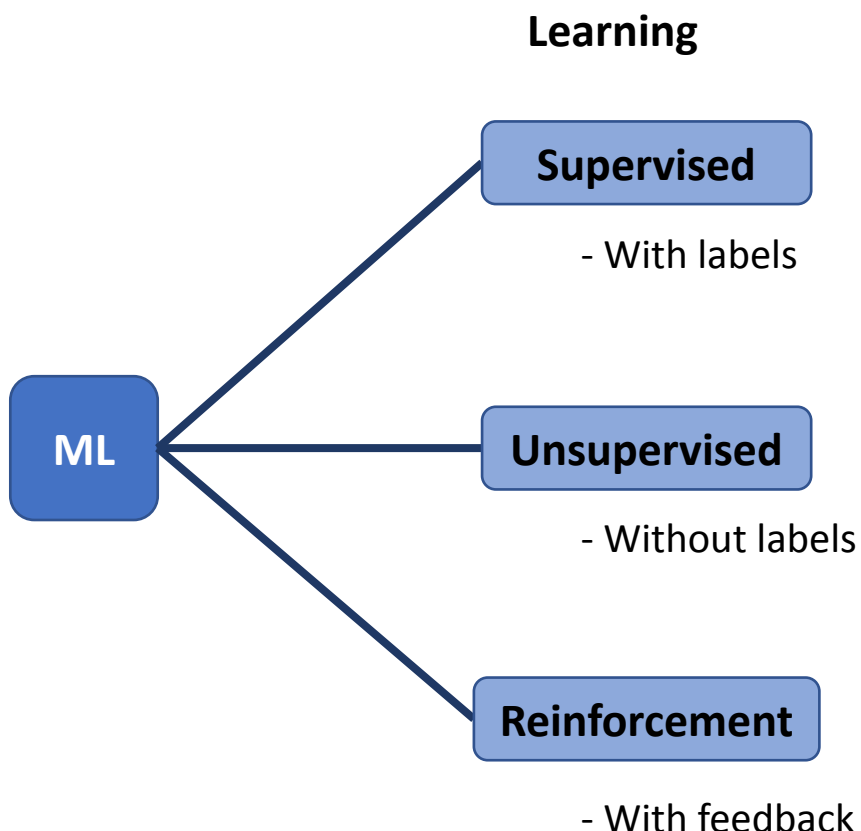 Learning
Supervised
- With labels
ML
Unsupervised
- Without labels
Reinforcement
- With feedback